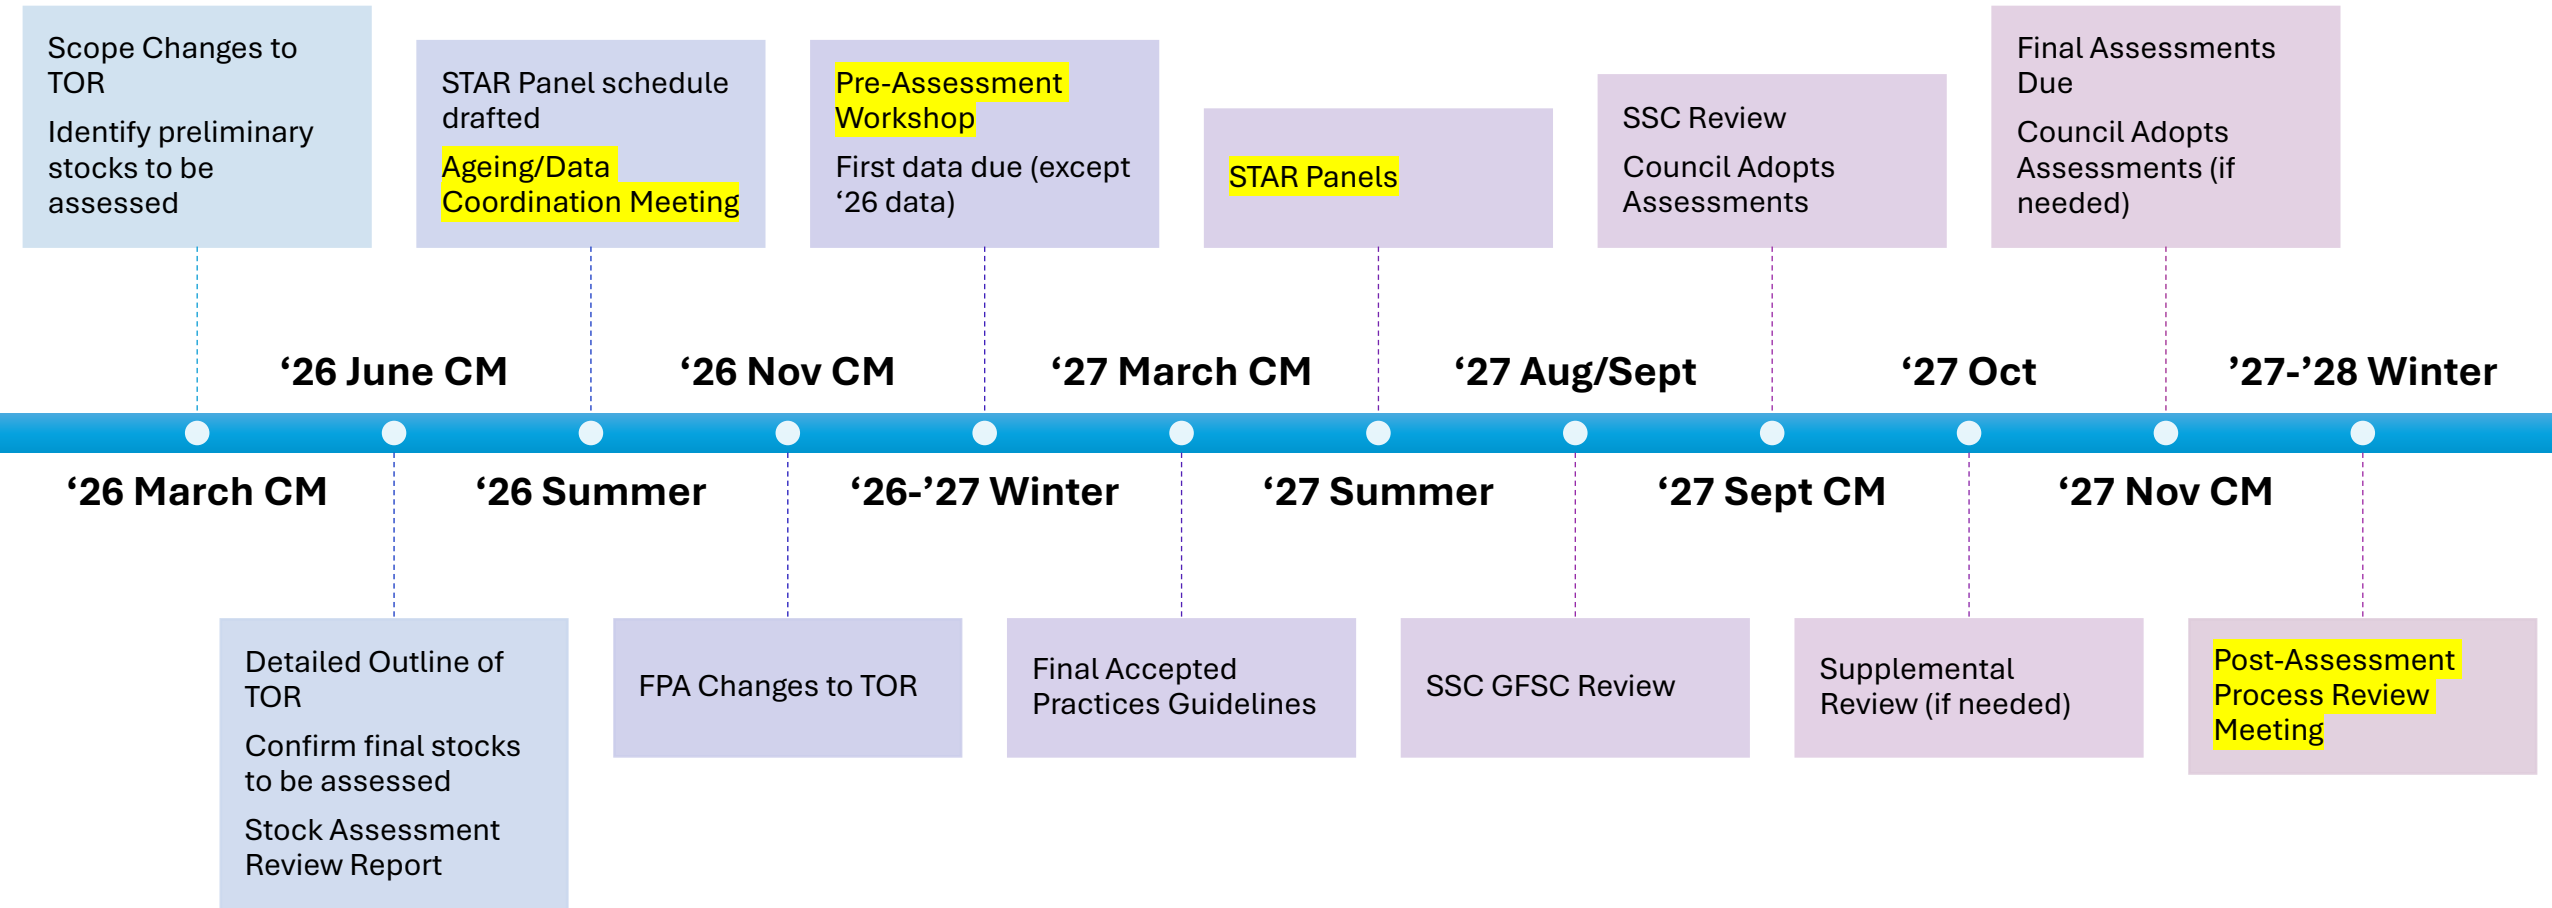 Scope Changes to
TOR
Identify preliminary
stocks to be
assessed
STAR Panel schedule
drafted
Ageing/Data
Coordination Meeting
Pre-Assessment
Workshop
First data due (except
‘26 data)
STAR Panels
SSC Review
Council Adopts
Assessments
Final Assessments
Due
Council Adopts
Assessments (if
needed)
‘26 June CM
‘26 Nov CM
‘27 March CM
‘27 Aug/Sept
‘27 Oct
’27-’28 Winter
‘26 March CM
‘26 Summer
‘26-’27 Winter
‘27 Summer
‘27 Sept CM
‘27 Nov CM
Detailed Outline of
TOR
Confirm final stocks
to be assessed
Stock Assessment
Review Report
FPA Changes to TOR
Final Accepted
Practices Guidelines
SSC GFSC Review
Supplemental
Review (if needed)
Post-Assessment
Process Review
Meeting